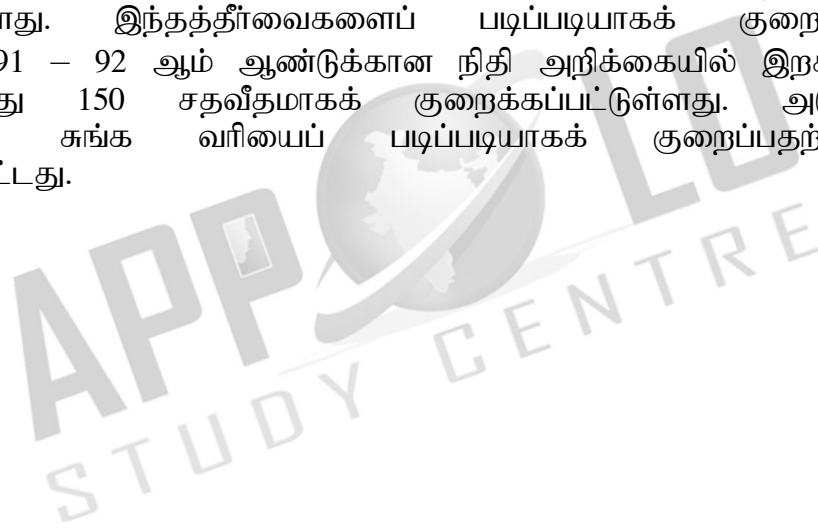 ளது. இந்தத்தீர்வைகளைப் படிப்படியாகக் குறை
91 – 92 ஆம் ஆண்டுக்கான நிதி அறிக்கையில் இறக்
து 150 சதவீதமாகக் குறைக்கப்பட்டுள்ளது. அ
சுங்க வரியைப் படிப்படியாகக் குறைப்பதற்
ட்டது.
APPOLO
STUDY CENTRE